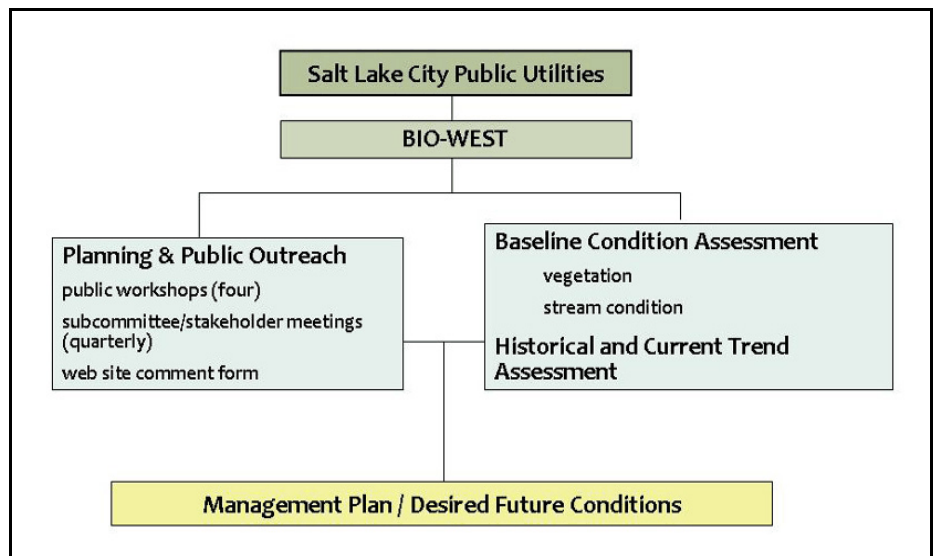 Salt Lake City Public Utilities
BIO-WEST
Planning & Public Outreach
public workshops (four)
subcommittee/stakeholder meetings
(quarterly)
web site comment form
Baseline Condition Assessment
vegetation
stream condition
Historical and Current Trend
Assessment
Management Plan / Desired Future Conditions